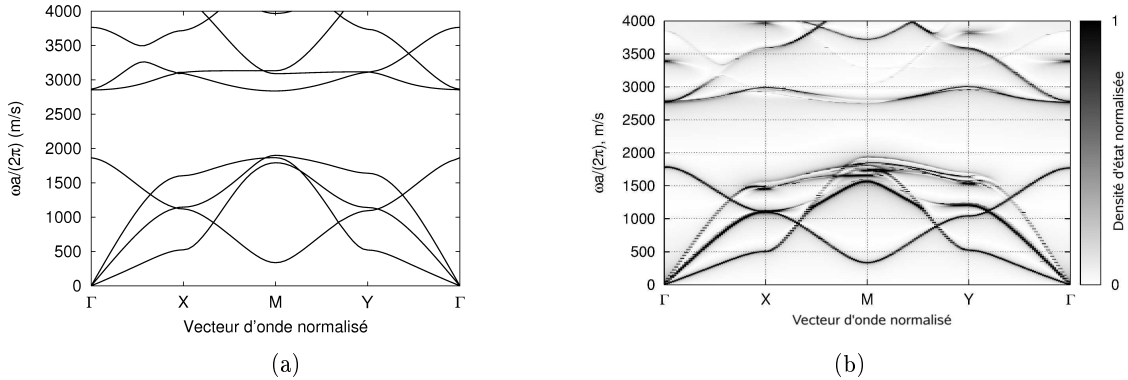 4000
3500
3000
2500
2000
1500
1000
500
0
ωa/(2π) (m/s)
Γ X M Y Γ
Vecteur d'onde normalisé
(a)
4000
3500
3000
2500
2000
1500
1000
500
0
ωa/(2π), m/s
Γ X M Y Γ
Vecteur d'onde normalisé
1
0
Densité d'état normalisée
(b)